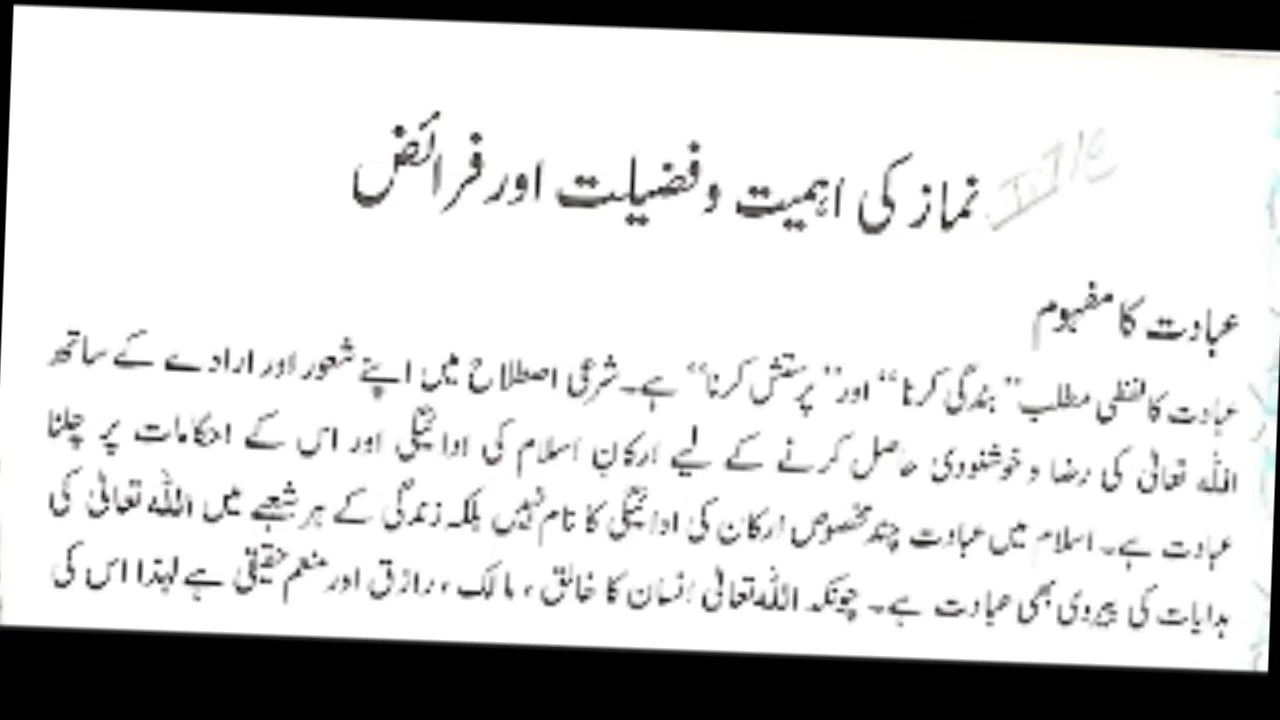 نماز کی اہمیت و فضیلت اور فرائض
عبادت کا مفہوم
عبادت کا لفظی مطلب ”بندگی کرنا“ اور ”پرستش کرنا“ ہے۔ شرعی اصطلاح میں اپنے شعور اور ارادے کے ساتھ
اللہ تعالیٰ کی رضا و خوشنودی حاصل کرنے کے لیے ارکانِ اسلام کی ادائیگی اور اس کے احکامات پر چلنا
عبادت ہے۔ اسلام میں عبادت چند مخصوص ارکان کی ادائیگی کا نام نہیں بلکہ زندگی کے ہر شعبے میں اللہ تعالیٰ کی
ہدایات کی پیروی بھی عبادت ہے۔ چونکہ اللہ تعالیٰ انسان کا خالق، مالک، رازق اور منعم حقیقی ہے لہٰذا اس کی